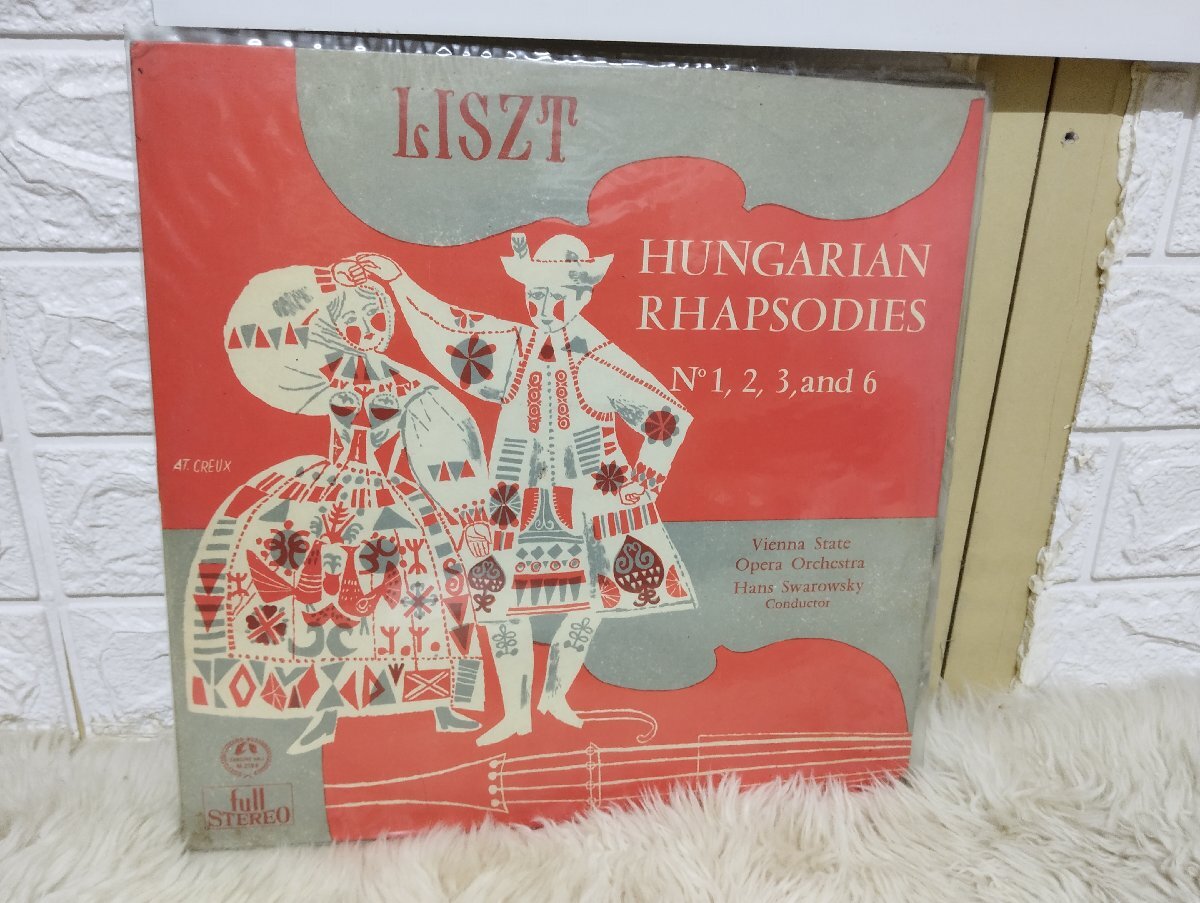 LISZT
HUNGARIAN
RHAPSODIES
Nº 1, 2, 3, and 6
AT. CREUX
Vienna State
Opera Orchestra
Hans Swarowsky
Conductor
full
STEREO